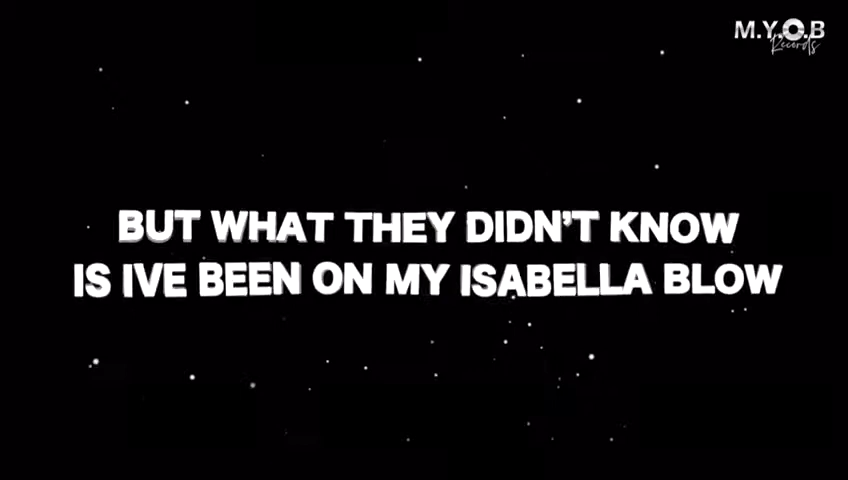 M.Y.O.B
Records
BUT WHAT THEY DIDN'T KNOW
IS IVE BEEN ON MY ISABELLA BLOW